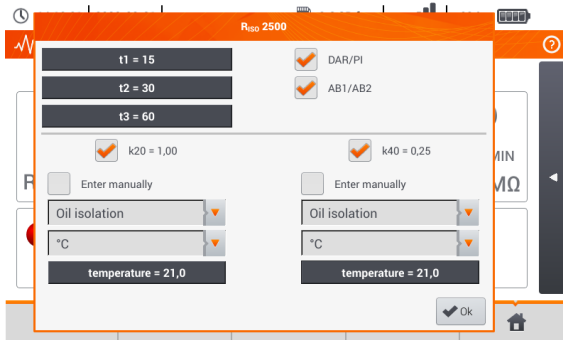 RISO 2500
t1 = 15
DAR/PI
t2 = 30
AB1/AB2
t3 = 60
k20 = 1,00
k40 = 0,25
MIN
R
MΩ
Enter manually
Enter manually
Oil isolation
Oil isolation
°C
°C
temperature = 21,0
temperature = 21,0
Ok